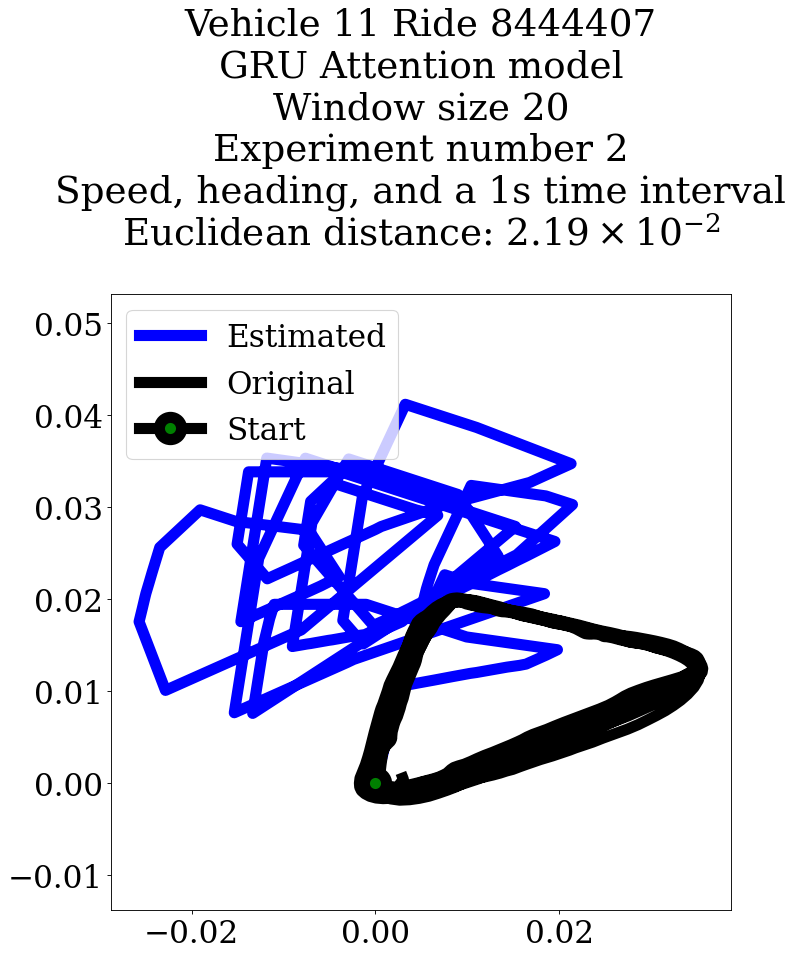 Vehicle 11 Ride 8444407
GRU Attention model
Window size 20
Experiment number 2
Speed, heading, and a 1s time interval
Euclidean distance: 2.19 × 10⁻²
Estimated
Original
Start
0.05
0.04
0.03
0.02
0.01
0.00
−0.01
−0.02
0.00
0.02